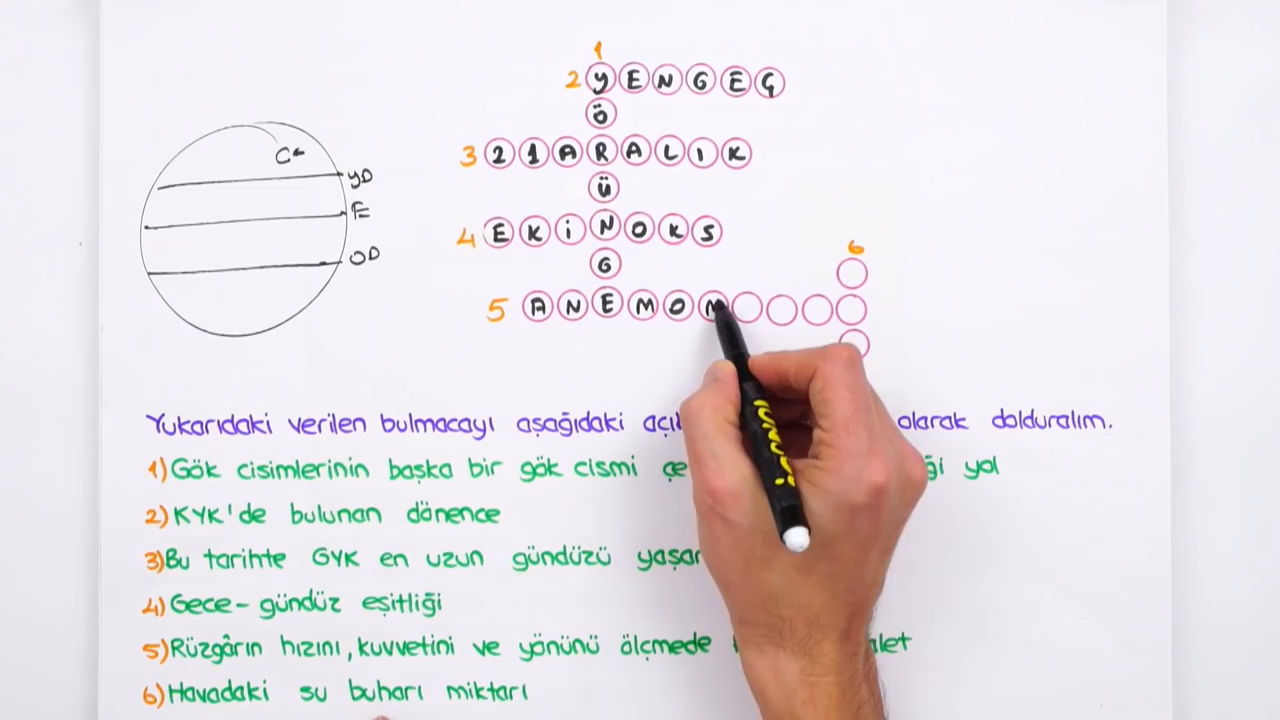 1
2 YENGEÇ
Ö
3 21ARALIK
Ü
4 EKİNOKS
G
6
5 ANEMOM
YD
E
OD
Yukarıdaki verilen bulmacayı aşağıdaki olarak dolduralım.
1) Gök cisimlerinin başka bir gök cismi yol
2) KYK'de bulunan dönence
3) Bu tarihte GYK en uzun gündüzü
4) Gece- gündüz eşitliği
5) Rüzgârın hızını, kuvvetini ve yönünü ölçmede
6) Havadaki su buharı miktarı